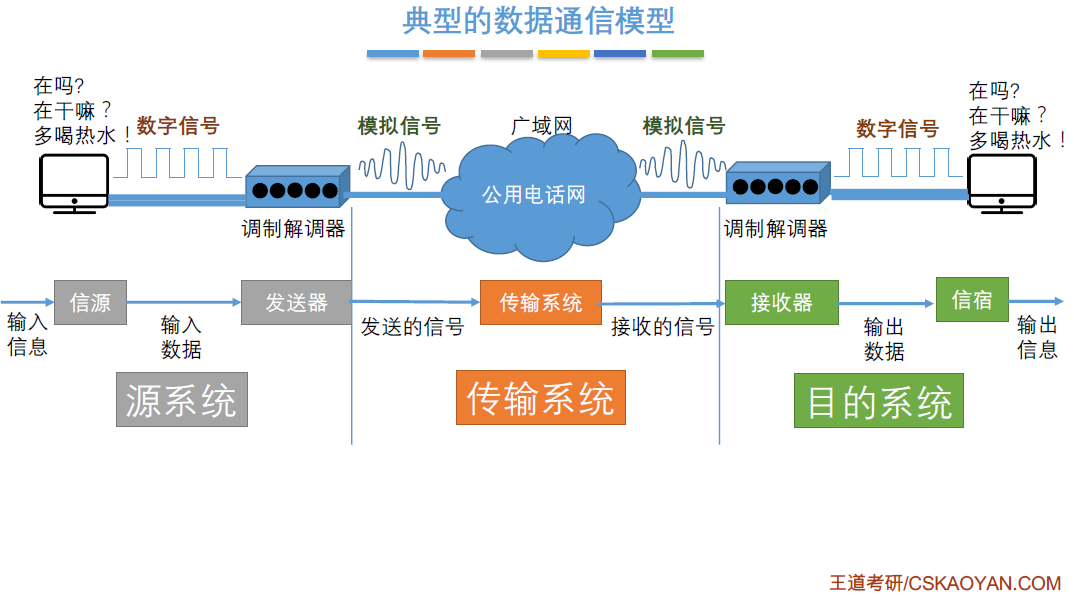 典型的数据通信模型
在吗?
在干嘛？
多喝热水！
数字信号
模拟信号
广域网
模拟信号
数字信号
在吗?
在干嘛？
多喝热水！
公用电话网
调制解调器
调制解调器
信源
发送器
传输系统
接收器
信宿
输入
信息
输入
数据
发送的信号
接收的信号
输出
数据
输出
信息
源系统
传输系统
目的系统
王道考研/CSKAOYAN.COM